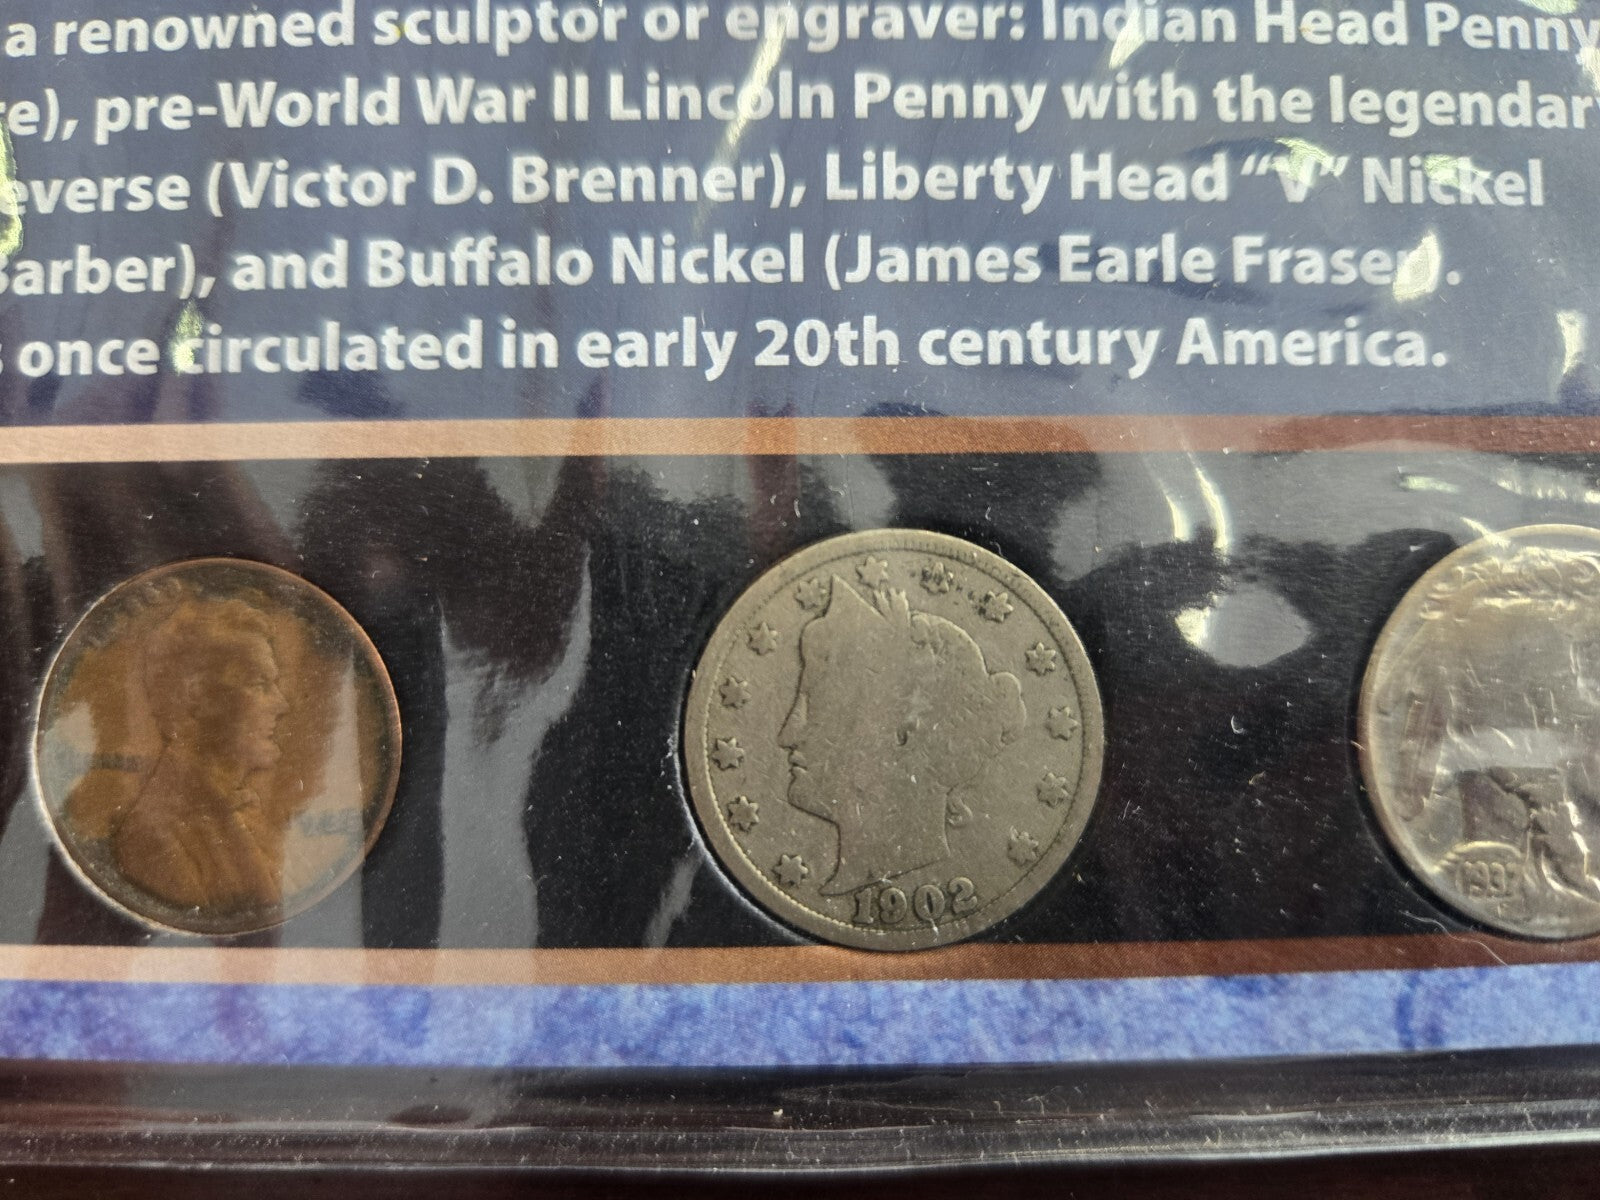 a renowned sculptor or engraver: Indian Head Penny
re), pre-World War II Lincoln Penny with the legendary
everse (Victor D. Brenner), Liberty Head “V” Nickel
Barber), and Buffalo Nickel (James Earle Fraser).
s once circulated in early 20th century America.
1902